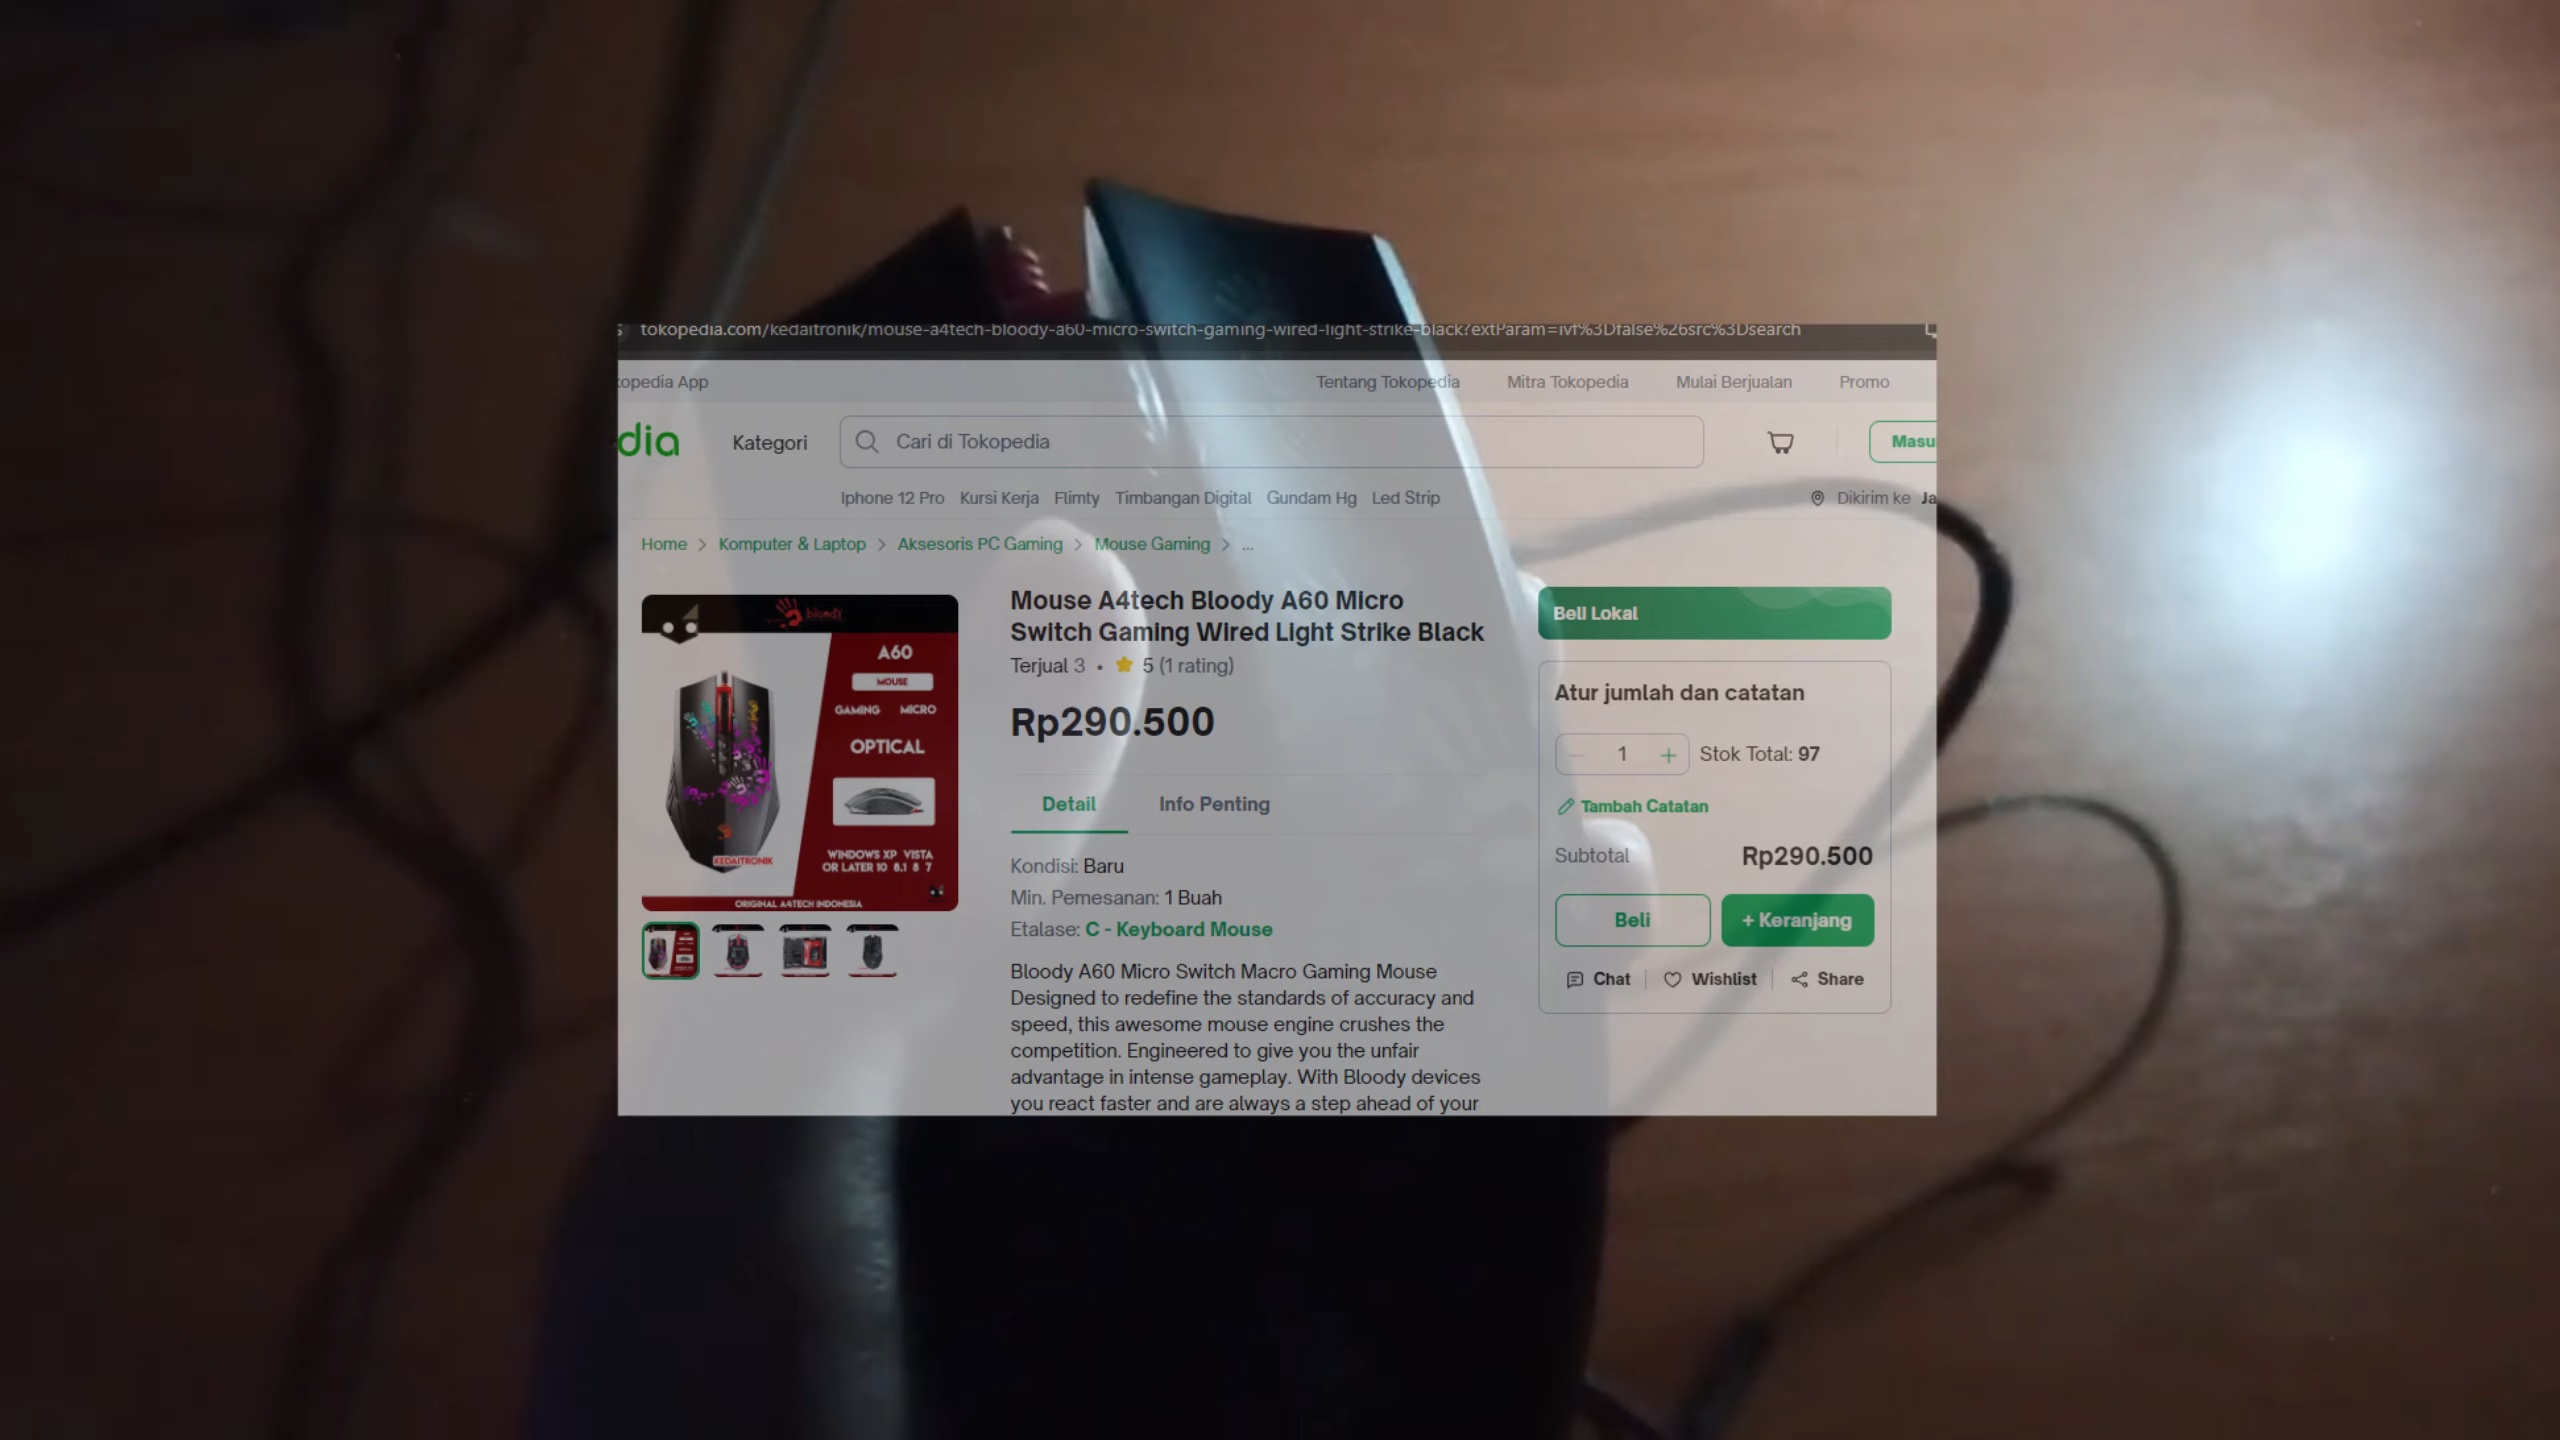 tokopedia.com/kedaitronik/mouse-a4tech-bloody-a60-micro-switch-gaming-wired-light-strike-black?extParam=ivf%3Dfalse%26src%3Dsearch
kopedia App
Tentang Tokopedia
Mitra Tokopedia
Mulai Berjualan
Promo
dia
Kategori
Cari di Tokopedia
Masu
Iphone 12 Pro
Kursi Kerja
Flimty
Timbangan Digital
Gundam Hg
Led Strip
Dikirim ke Ja
Home > Komputer & Laptop > Aksesoris PC Gaming > Mouse Gaming > ...
bloody
A60
MOUSE
GAMING MICRO
OPTICAL
KEDAITRONIK
WINDOWS XP VISTA
OR LATER 10 8.1 8 7
ORIGINAL A4TECH INDONESIA
Mouse A4tech Bloody A60 Micro
Switch Gaming Wired Light Strike Black
Terjual 3 • 5 (1 rating)
Rp290.500
Detail
Info Penting
Kondisi: Baru
Min. Pemesanan: 1 Buah
Etalase: C - Keyboard Mouse
Bloody A60 Micro Switch Macro Gaming Mouse
Designed to redefine the standards of accuracy and
speed, this awesome mouse engine crushes the
competition. Engineered to give you the unfair
advantage in intense gameplay. With Bloody devices
you react faster and are always a step ahead of your
Beli Lokal
Atur jumlah dan catatan
1
Stok Total: 97
Tambah Catatan
Subtotal
Rp290.500
Beli
+ Keranjang
Chat
Wishlist
Share